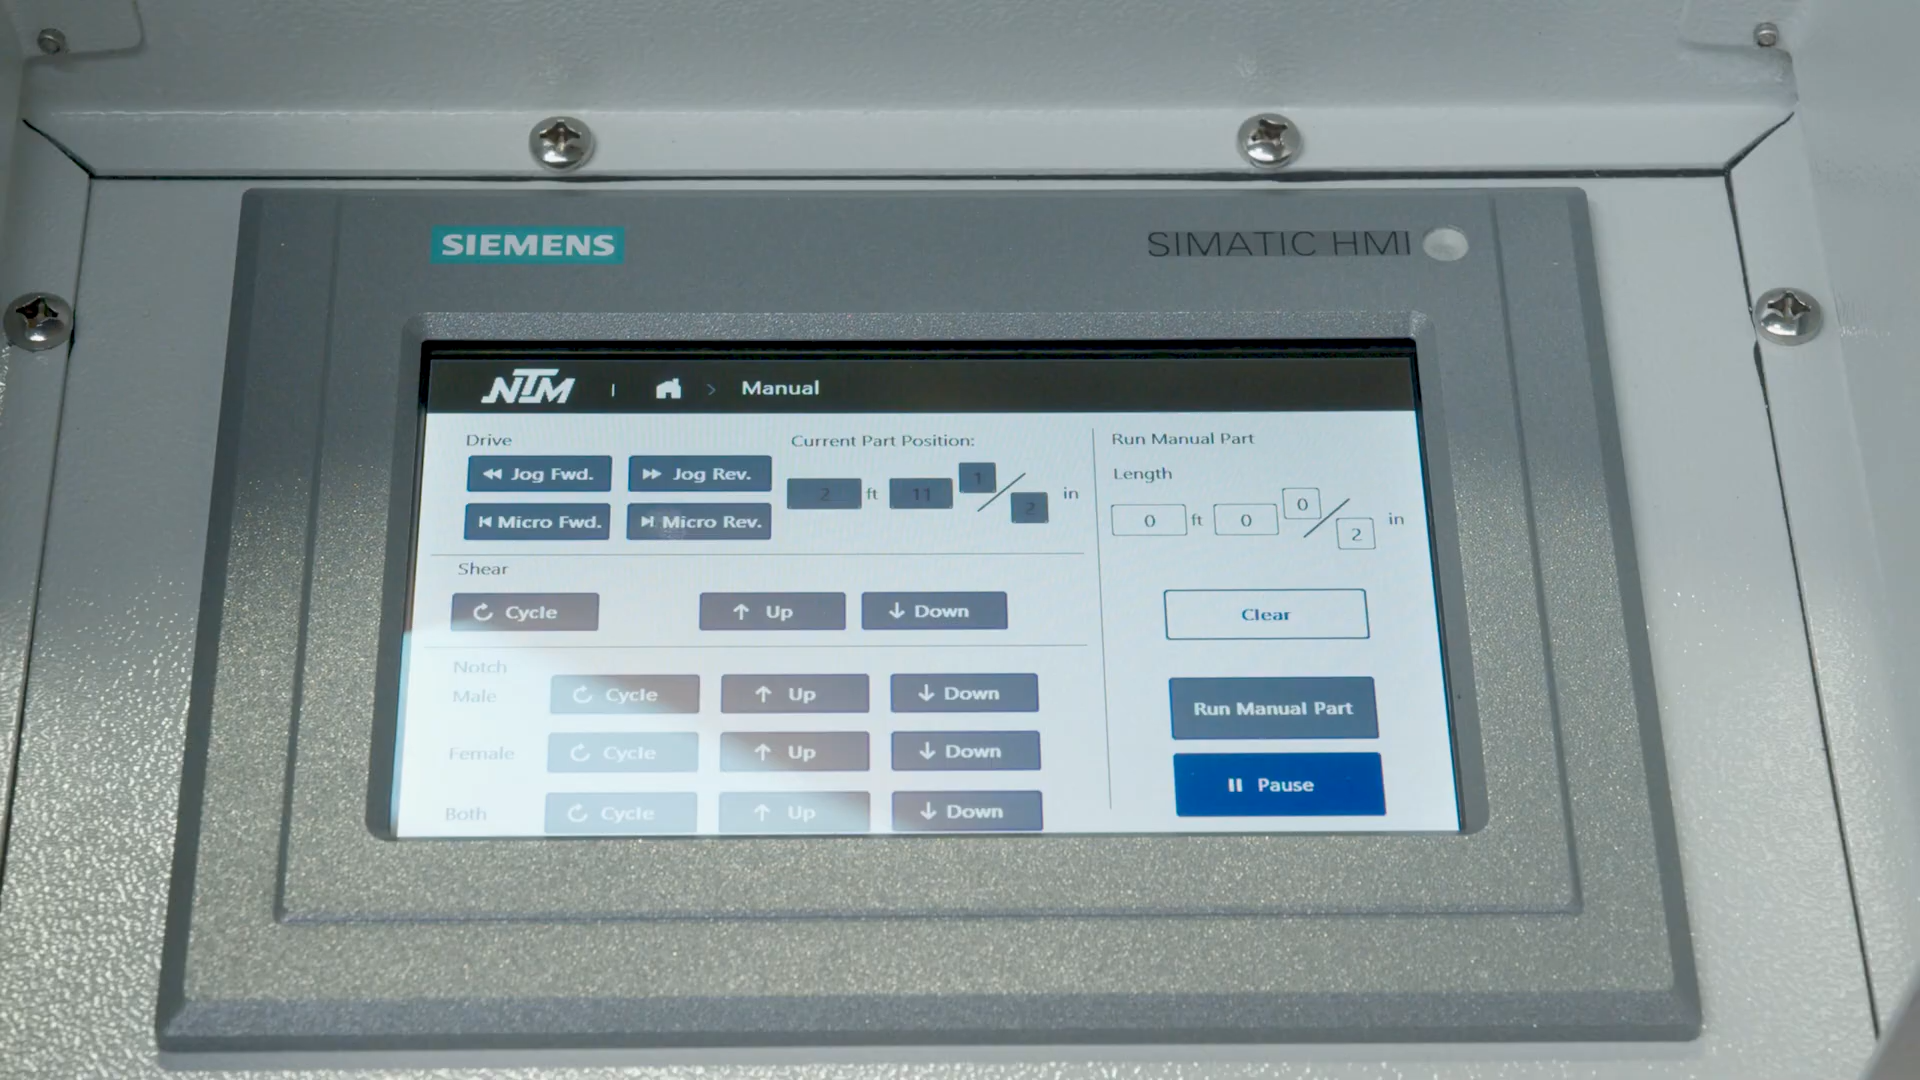 SIEMENS
SIMATIC HMI
NTM | > Manual
Drive
Jog Fwd. Jog Rev.
Micro Fwd. Micro Rev.
Current Part Position:
2 ft 11 1/2 in
Shear
Cycle Up Down
Notch
Male Cycle Up Down
Female Cycle Up Down
Both Cycle Up Down
Run Manual Part
Length
0 ft 0 0/2 in
Clear
Run Manual Part
Pause